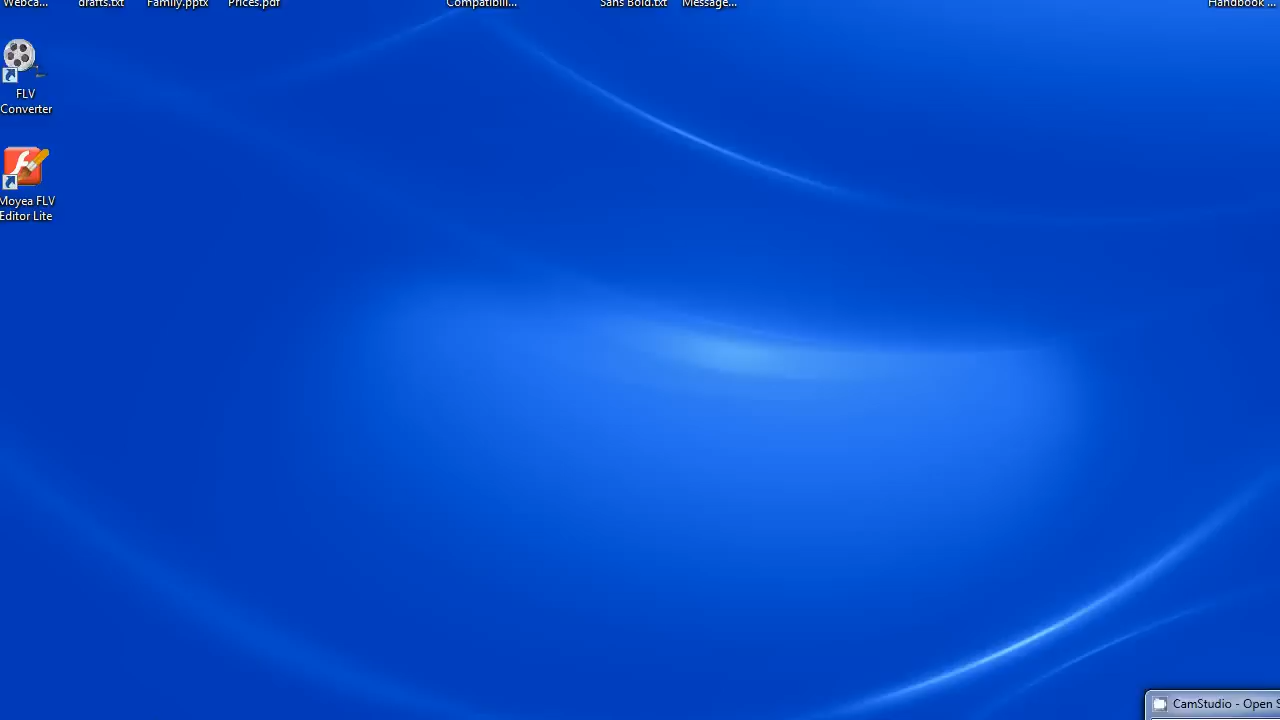 Webca...
drafts.txt
Family.pptx
Prices.pdf
Compatibili...
Sans Bold.txt
Message...
Handbook ...
FLV
Converter
Moyea FLV
Editor Lite
CamStudio - Open S